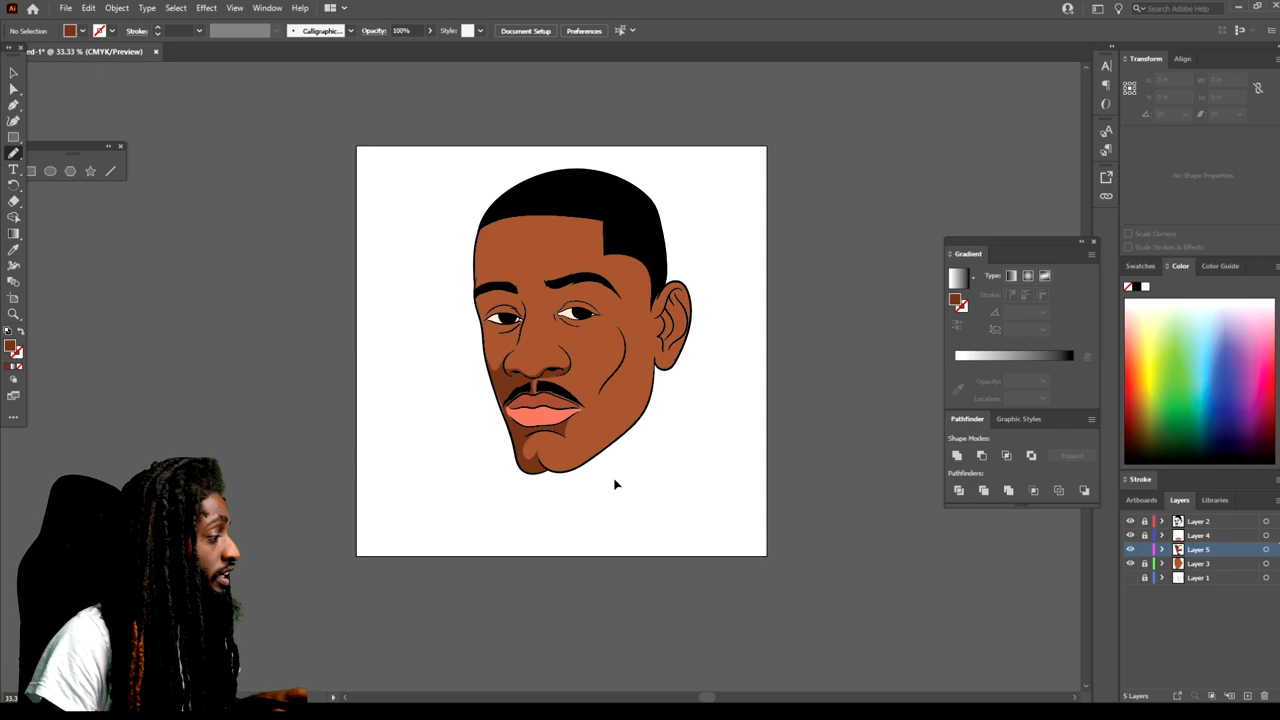 Ai File Edit Object Type Select Effect View Window Help Search Adobe Help
No Selection Stroke: Calligraphic... Opacity: 100% Style: Document Setup Preferences
ed-1* @ 33.33 % (CMYK/Preview)
Transform Align
Scale Corners
Scale Strokes & Effects
No Shape Properties
Gradient
Type:
Stroke:
Opacity:
Location:
Pathfinder Graphic Styles
Shape Modes:
Expand
Pathfinders:
Swatches Color Color Guide
Stroke
Artboards Layers Libraries
Layer 2
Layer 4
Layer 5
Layer 3
Layer 1
33.3
5 Layers